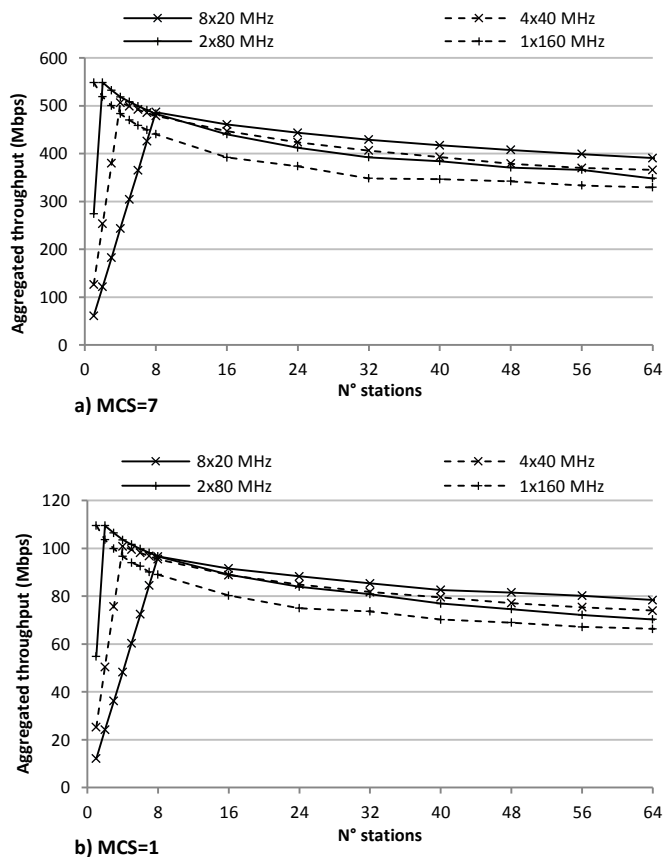 8x20 MHz 4x40 MHz
2x80 MHz 1x160 MHz
600
500
400
300
200
100
0
Aggregated throughput (Mbps)
0 8 16 24 32 40 48 56 64
N° stations
a) MCS=7
8x20 MHz 4x40 MHz
2x80 MHz 1x160 MHz
120
100
80
60
40
20
0
Aggregated throughput (Mbps)
0 8 16 24 32 40 48 56 64
N° stations
b) MCS=1